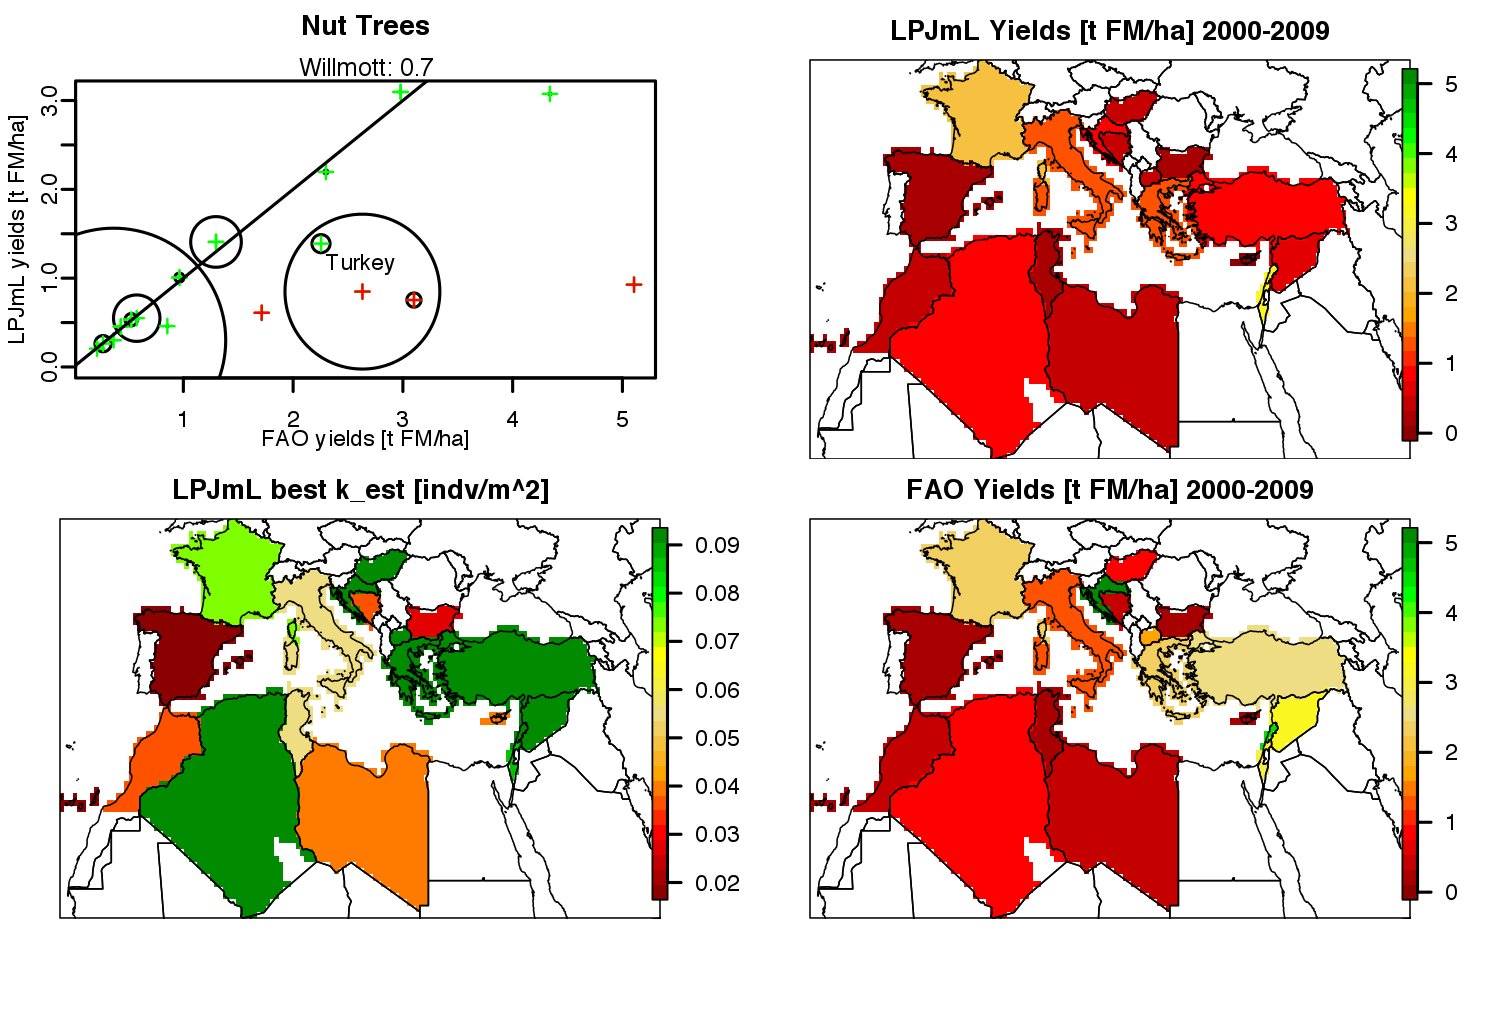 Nut Trees
Willmott: 0.7
LPJmL yields [t FM/ha]
3.0
2.0
1.0
0.0
Turkey
1 2 3 4 5
FAO yields [t FM/ha]
LPJmL Yields [t FM/ha] 2000-2009
5
4
3
2
1
0
LPJmL best k_est [indv/m^2]
0.09
0.08
0.07
0.06
0.05
0.04
0.03
0.02
FAO Yields [t FM/ha] 2000-2009
5
4
3
2
1
0